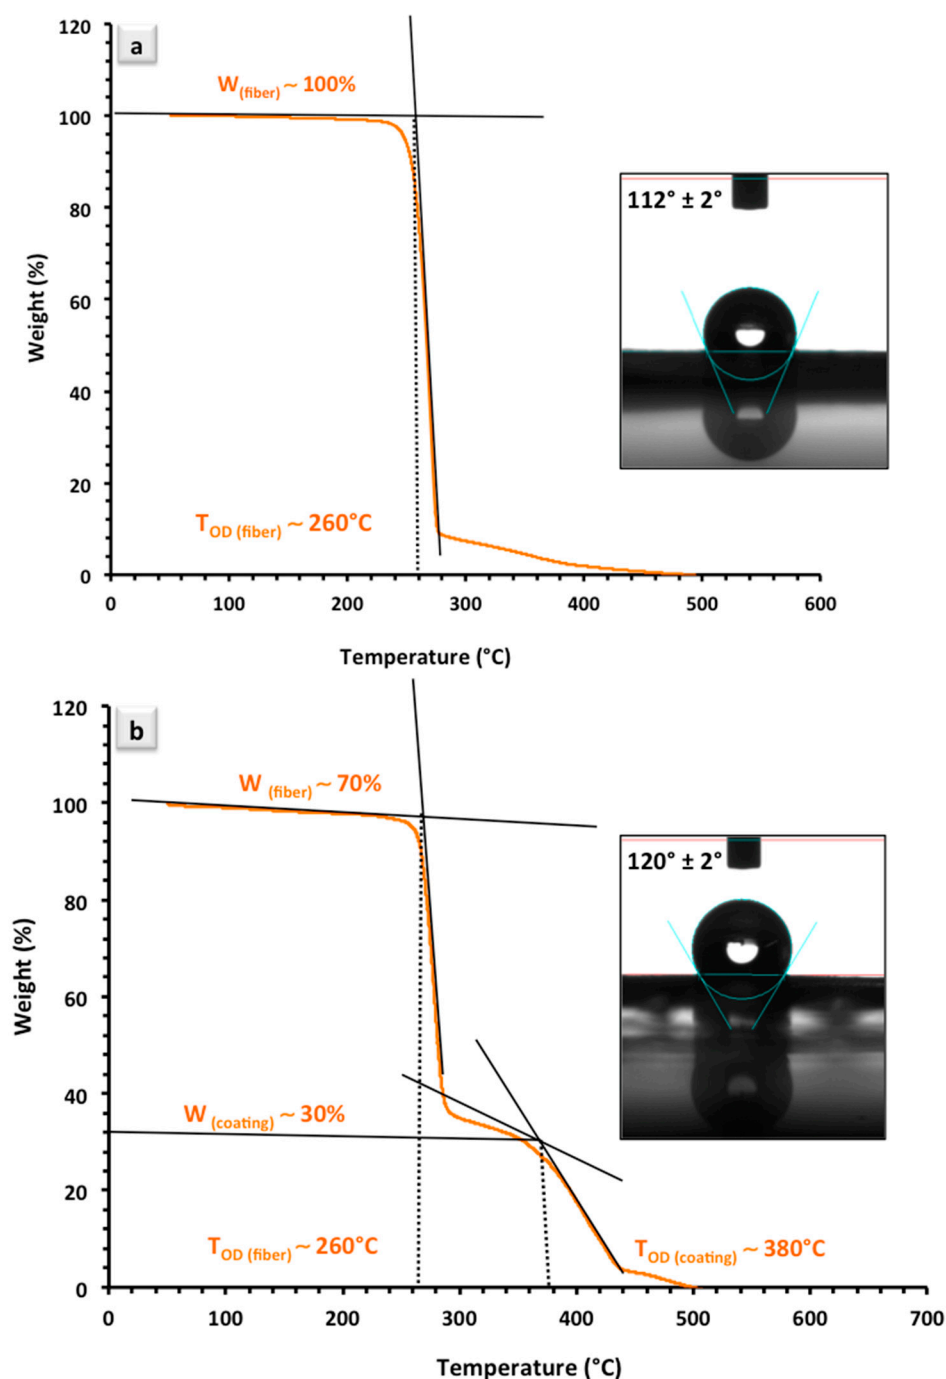 a
120
100
80
60
40
20
0
Weight (%)
W(fiber) ~ 100%
112° ± 2°
TOD (fiber) ~ 260°C
0 100 200 300 400 500 600
Temperature (°C)
b
120
100
80
60
40
20
0
Weight (%)
W (fiber) ~ 70%
120° ± 2°
W (coating) ~ 30%
TOD (fiber) ~ 260°C
TOD (coating) ~ 380°C
0 100 200 300 400 500 600 700
Temperature (°C)